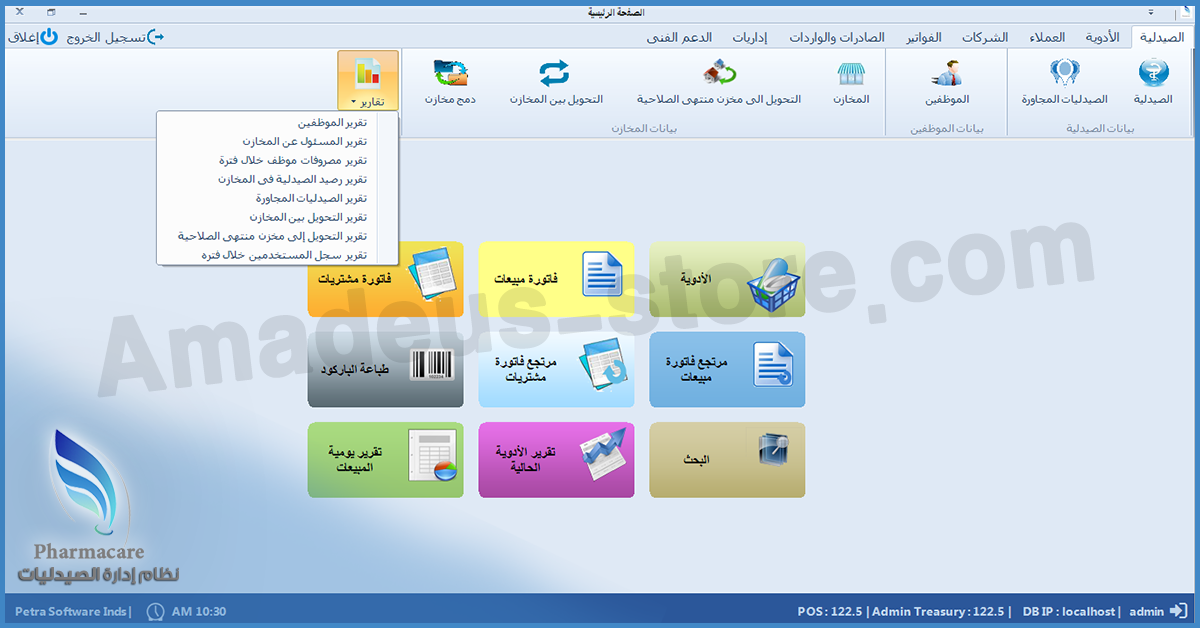 الصفحة الرئيسية
الصيدلية
الأدوية
العملاء
الشركات
الفواتير
الصادرات والواردات
إداريات
الدعم الفنى
تسجيل الخروج
إغلاق
الصيدلية
الصيدليات المجاورة
الموظفين
المخازن
التحويل الى مخزن منتهى الصلاحية
التحويل بين المخازن
دمج مخازن
تقارير
بيانات الصيدلية
بيانات الموظفين
بيانات المخازن
تقرير الموظفين
تقرير المسئول عن المخازن
تقرير مصروفات موظف خلال فترة
تقرير رصيد الصيدلية فى المخازن
تقرير الصيدليات المجاورة
تقرير التحويل بين المخازن
تقرير التحويل إلى مخزن منتهى الصلاحية
تقرير سجل المستخدمين خلال فتره
الأدوية
فاتورة مبيعات
فاتورة مشتريات
مرتجع فاتورة
مبيعات
مرتجع فاتورة
مشتريات
طباعة الباركود
البحث
تقرير الأدوية
الحالية
تقرير يومية
المبيعات
Amadeus-store.com
Pharmacare
نظام إدارة الصيدليات
Petra Software Inds| AM 10:30
POS : 122.5 | Admin Treasury : 122.5 | DB IP : localhost | admin